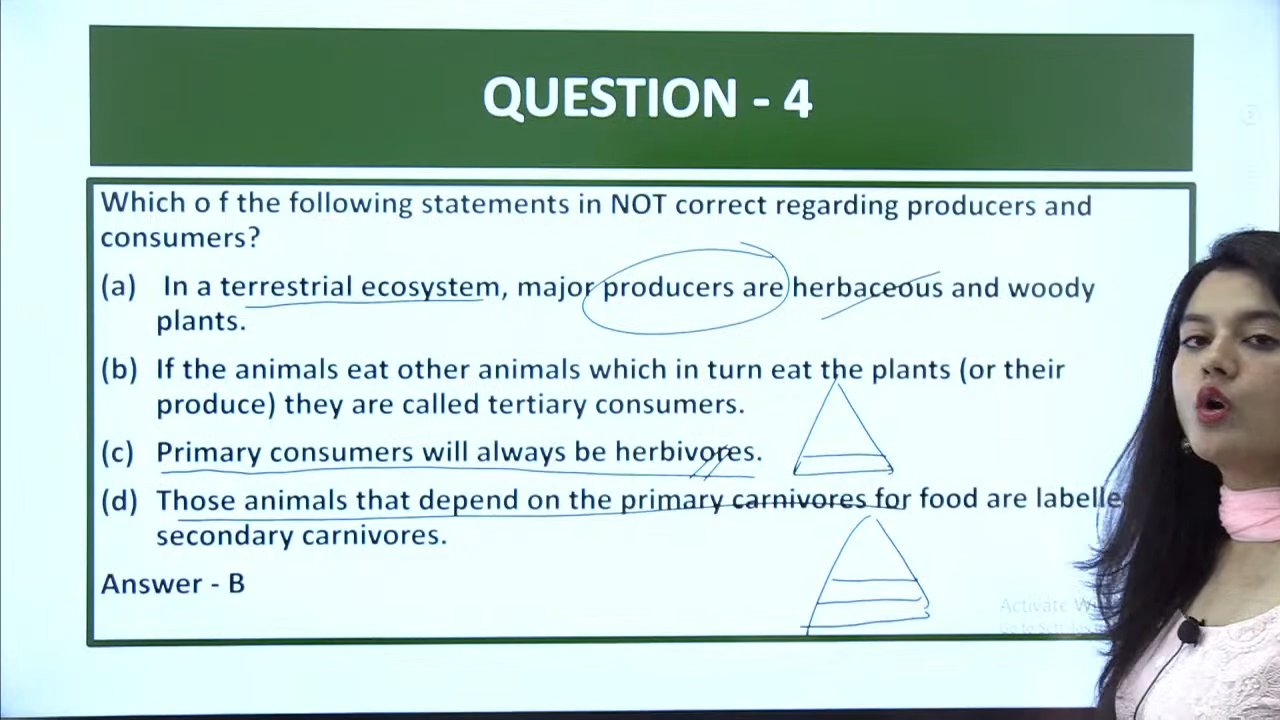 QUESTION - 4
Which o f the following statements in NOT correct regarding producers and
consumers?
(a) In a terrestrial ecosystem, major producers are herbaceous and woody
plants.
(b) If the animals eat other animals which in turn eat the plants (or their
produce) they are called tertiary consumers.
(c) Primary consumers will always be herbivores.
(d) Those animals that depend on the primary carnivores for food are labelle
secondary carnivores.
Answer - B
Activate W